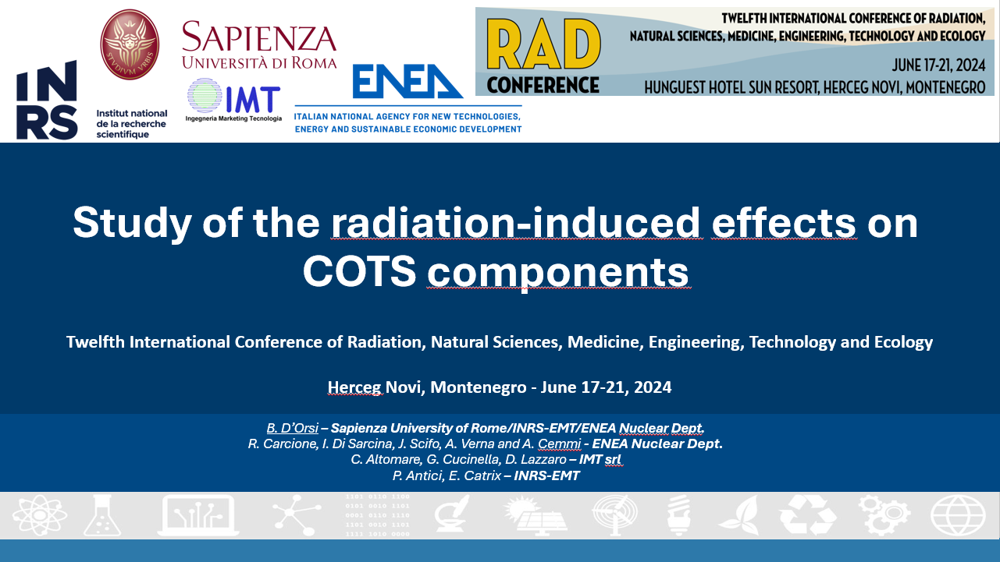 STVDIVM VRBIS
SAPIENZA
UNIVERSITÀ DI ROMA
INRS
Institut national
de la recherche
scientifique
IMT
Ingegneria Marketing Tecnologia
ENEA
ITALIAN NATIONAL AGENCY FOR NEW TECHNOLOGIES,
ENERGY AND SUSTAINABLE ECONOMIC DEVELOPMENT
RAD
CONFERENCE
TWELFTH INTERNATIONAL CONFERENCE OF RADIATION,
NATURAL SCIENCES, MEDICINE, ENGINEERING, TECHNOLOGY AND ECOLOGY
JUNE 17-21, 2024
HUNGUEST HOTEL SUN RESORT, HERCEG NOVI, MONTENEGRO
Study of the radiation-induced effects on
COTS components
Twelfth International Conference of Radiation, Natural Sciences, Medicine, Engineering, Technology and Ecology
Herceg Novi, Montenegro - June 17-21, 2024
B. D'Orsi – Sapienza University of Rome/INRS-EMT/ENEA Nuclear Dept.
R. Carcione, I. Di Sarcina, J. Scifo, A. Verna and A. Cemmi - ENEA Nuclear Dept.
C. Altomare, G. Cucinella, D. Lazzaro – IMT srl
P. Antici, E. Catrix – INRS-EMT
1101 0110 1100
0101 0010 1101
0001 0110 1110
1101 0010 1101
1111 1010 0000